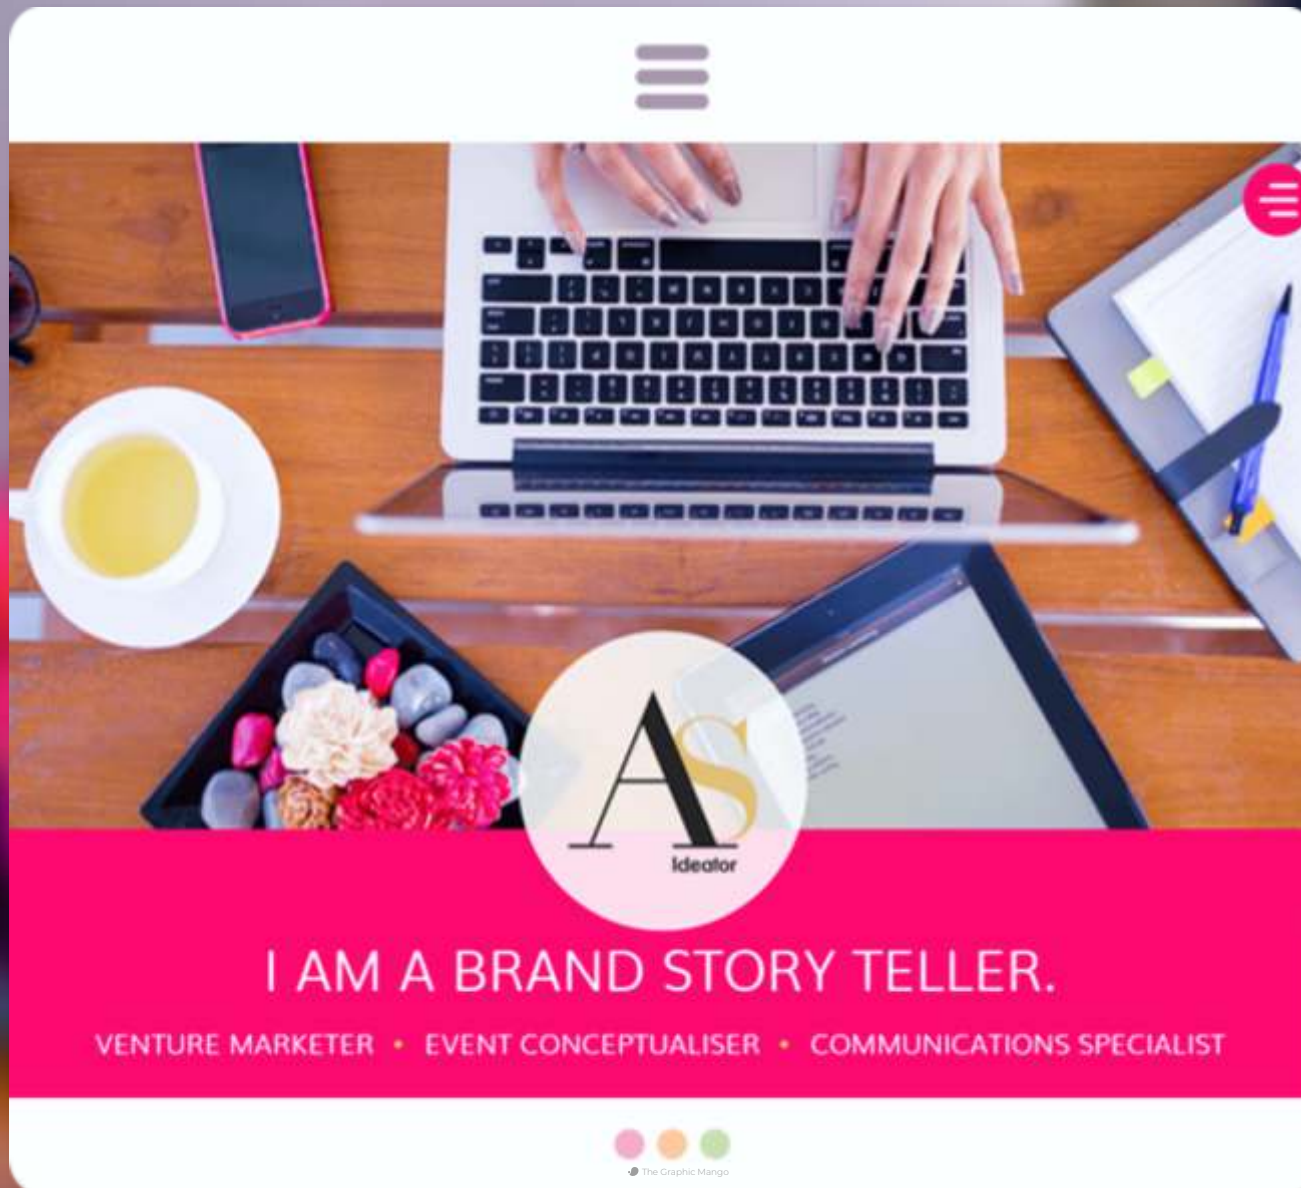 AS
Ideator
I AM A BRAND STORY TELLER.
VENTURE MARKETER • EVENT CONCEPTUALISER • COMMUNICATIONS SPECIALIST
The Graphic Mango